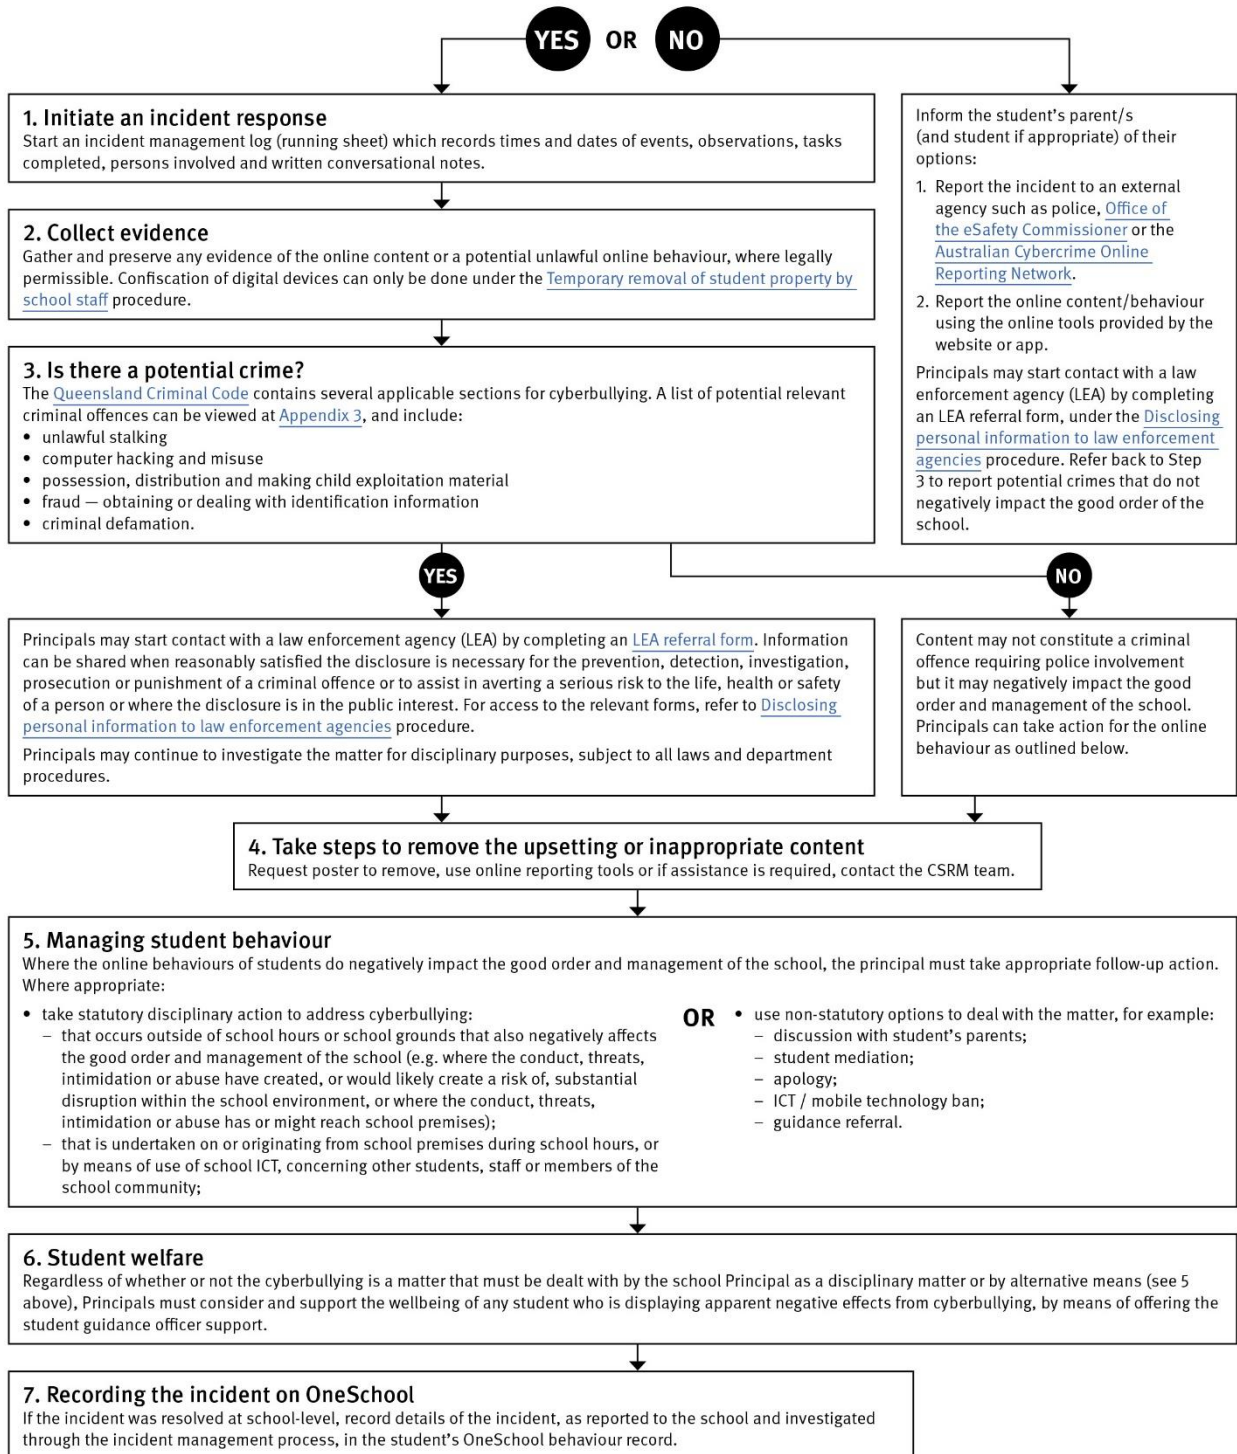 YES OR NO
1. Initiate an incident response
Start an incident management log (running sheet) which records times and dates of events, observations, tasks
completed, persons involved and written conversational notes.
2. Collect evidence
Gather and preserve any evidence of the online content or a potential unlawful online behaviour, where legally
permissible. Confiscation of digital devices can only be done under the Temporary removal of student property by
school staff procedure.
3. Is there a potential crime?
The Queensland Criminal Code contains several applicable sections for cyberbullying. A list of potential relevant
criminal offences can be viewed at Appendix 3, and include:
• unlawful stalking
• computer hacking and misuse
• possession, distribution and making child exploitation material
• fraud — obtaining or dealing with identification information
• criminal defamation.
Inform the student's parent/s
(and student if appropriate) of their
options:
1. Report the incident to an external
agency such as police, Office of
the eSafety Commissioner or the
Australian Cybercrime Online
Reporting Network.
2. Report the online content/behaviour
using the online tools provided by the
website or app.
Principals may start contact with a law
enforcement agency (LEA) by completing
an LEA referral form, under the Disclosing
personal information to law enforcement
agencies procedure. Refer back to Step
3 to report potential crimes that do not
negatively impact the good order of the
school.
YES
NO
Principals may start contact with a law enforcement agency (LEA) by completing an LEA referral form. Information
can be shared when reasonably satisfied the disclosure is necessary for the prevention, detection, investigation,
prosecution or punishment of a criminal offence or to assist in averting a serious risk to the life, health or safety
of a person or where the disclosure is in the public interest. For access to the relevant forms, refer to Disclosing
personal information to law enforcement agencies procedure.
Principals may continue to investigate the matter for disciplinary purposes, subject to all laws and department
procedures.
Content may not constitute a criminal
offence requiring police involvement
but it may negatively impact the good
order and management of the school.
Principals can take action for the online
behaviour as outlined below.
4. Take steps to remove the upsetting or inappropriate content
Request poster to remove, use online reporting tools or if assistance is required, contact the CSRM team.
5. Managing student behaviour
Where the online behaviours of students do negatively impact the good order and management of the school, the principal must take appropriate follow-up action.
Where appropriate:
• take statutory disciplinary action to address cyberbullying:
– that occurs outside of school hours or school grounds that also negatively affects
the good order and management of the school (e.g. where the conduct, threats,
intimidation or abuse have created, or would likely create a risk of, substantial
disruption within the school environment, or where the conduct, threats,
intimidation or abuse has or might reach school premises);
– that is undertaken on or originating from school premises during school hours, or
by means of use of school ICT, concerning other students, staff or members of the
school community;
OR
• use non-statutory options to deal with the matter, for example:
– discussion with student's parents;
– student mediation;
– apology;
– ICT / mobile technology ban;
– guidance referral.
6. Student welfare
Regardless of whether or not the cyberbullying is a matter that must be dealt with by the school Principal as a disciplinary matter or by alternative means (see 5
above), Principals must consider and support the wellbeing of any student who is displaying apparent negative effects from cyberbullying, by means of offering the
student guidance officer support.
7. Recording the incident on OneSchool
If the incident was resolved at school-level, record details of the incident, as reported to the school and investigated
through the incident management process, in the student's OneSchool behaviour record.